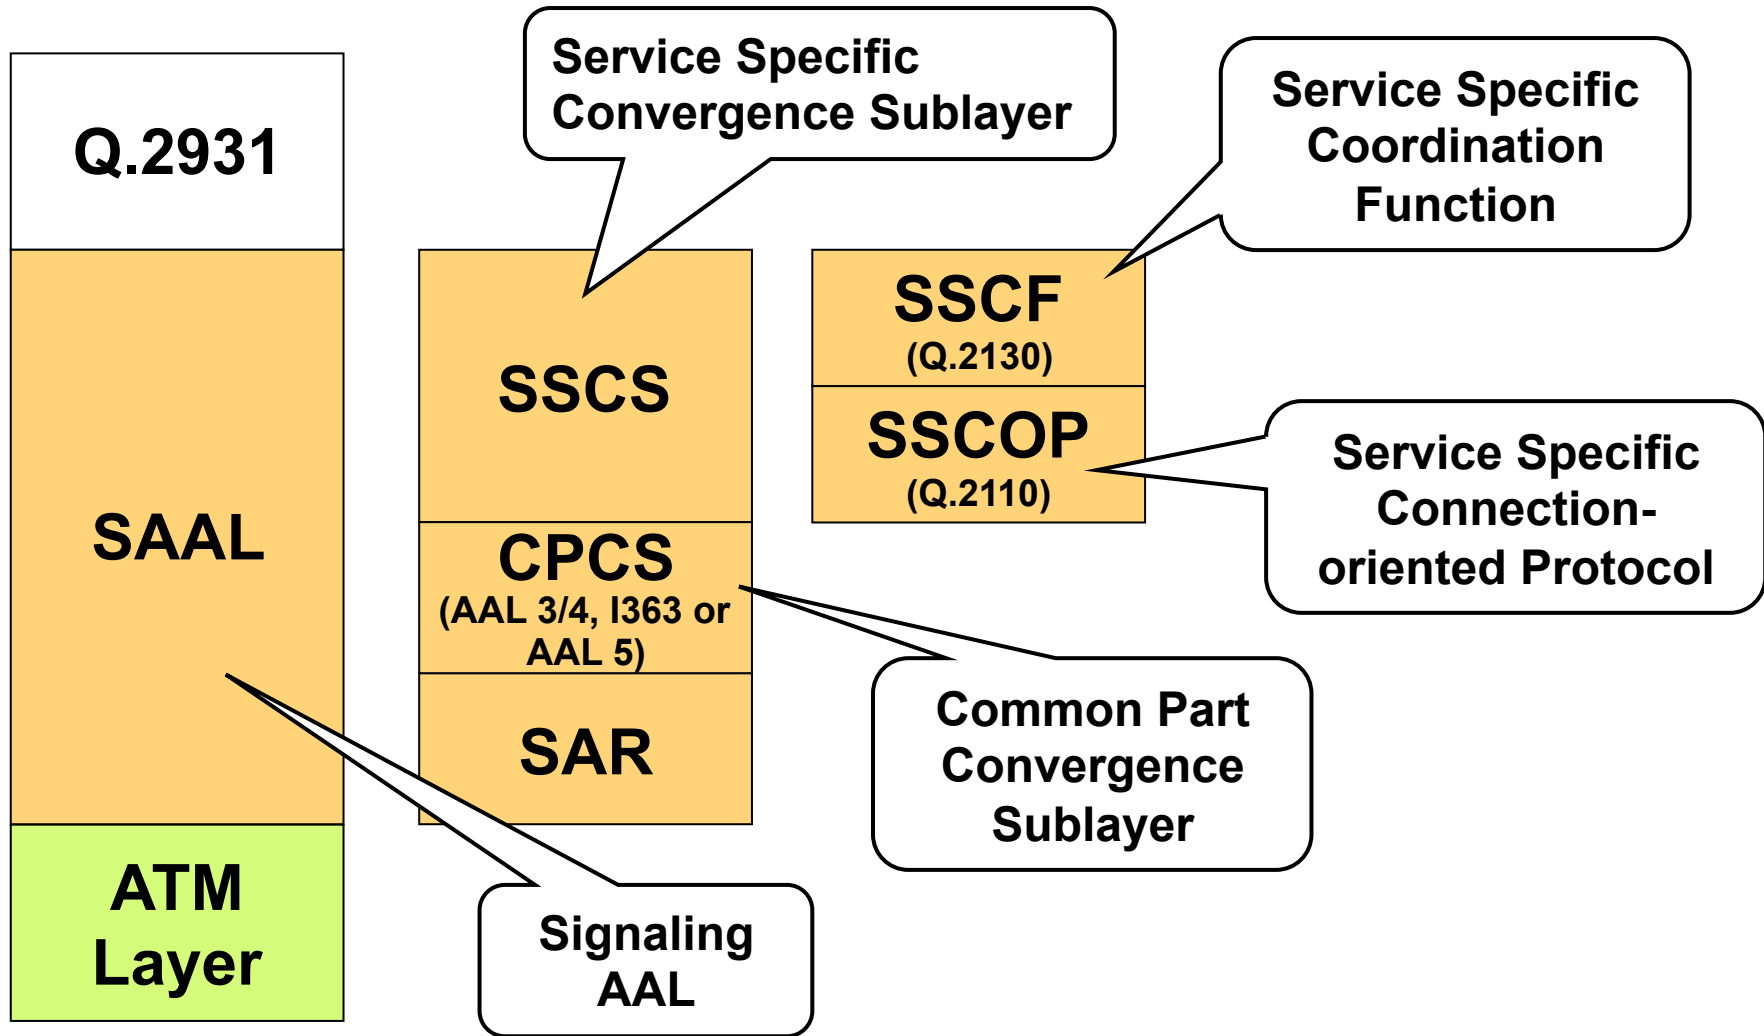 Q.2931
SAAL
ATM
Layer
Service Specific
Convergence Sublayer
SSCS
CPCS
(AAL 3/4, I363 or
AAL 5)
SAR
Signaling
AAL
Service Specific
Coordination
Function
SSCF
(Q.2130)
SSCOP
(Q.2110)
Service Specific
Connection-
oriented Protocol
Common Part
Convergence
Sublayer